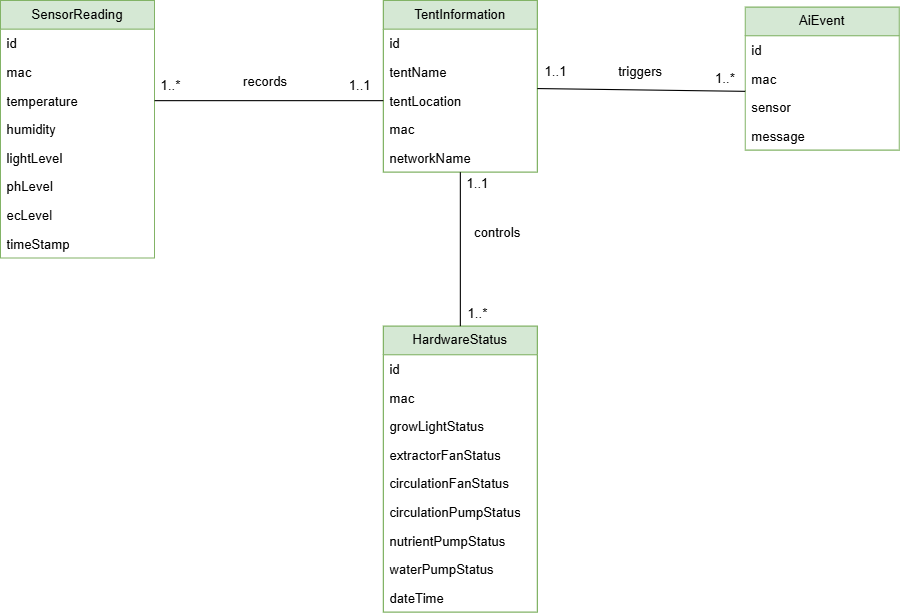 SensorReading
id
mac
temperature
humidity
lightLevel
phLevel
ecLevel
timeStamp
1..*
records
1..1
TentInformation
id
tentName
tentLocation
mac
networkName
1..1
triggers
1..*
AiEvent
id
mac
sensor
message
1..1
controls
1..*
HardwareStatus
id
mac
growLightStatus
extractorFanStatus
circulationFanStatus
circulationPumpStatus
nutrientPumpStatus
waterPumpStatus
dateTime